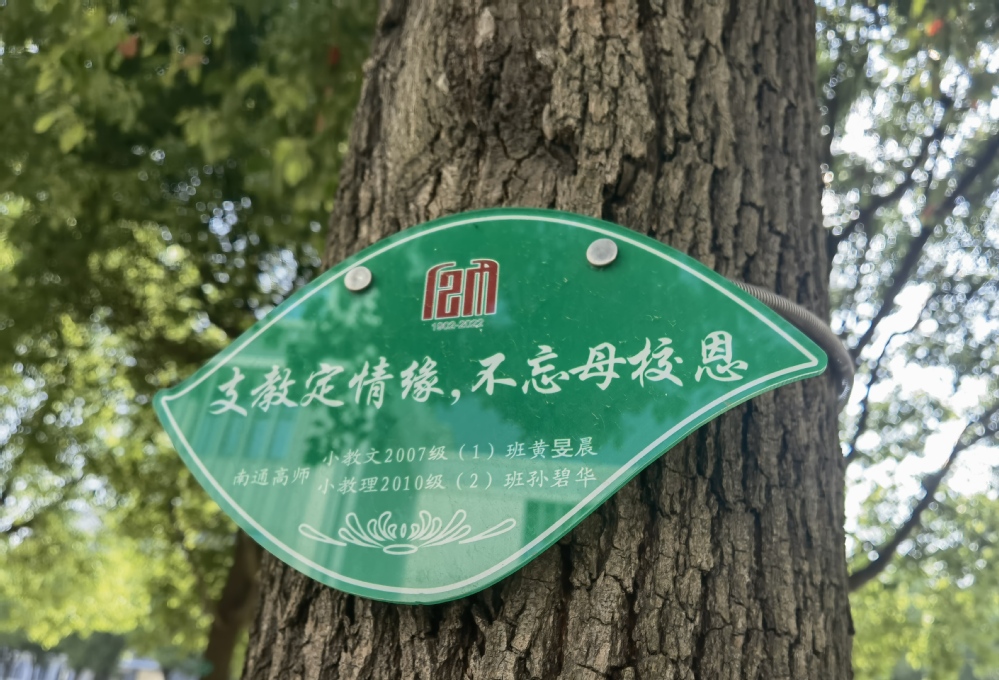 1902-2022
支教定情缘,不忘母校恩
南通高师
小教文2007级（1）班黄旻晨
小教理2010级（2）班孙碧华